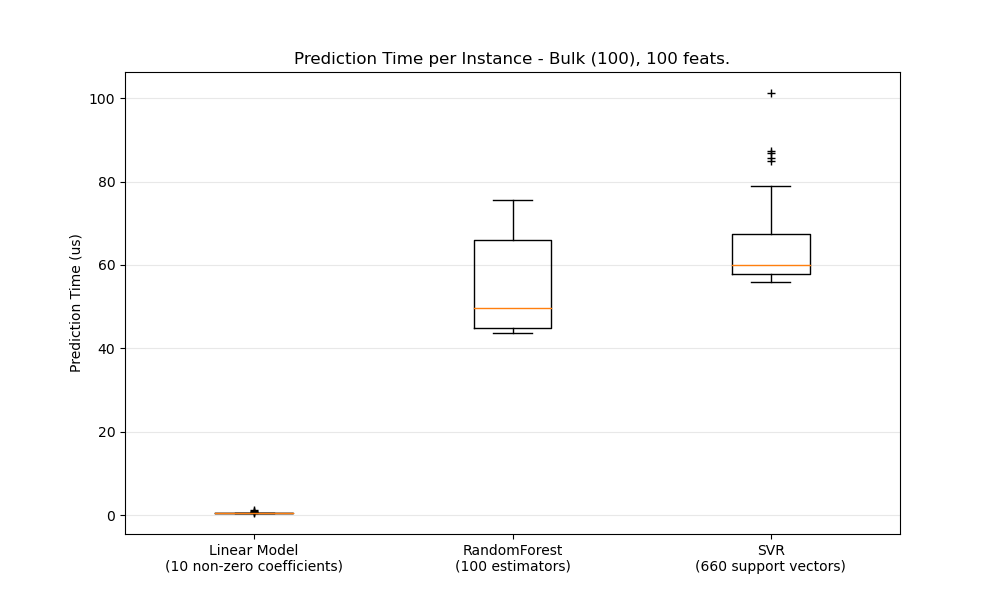 Prediction Time per Instance - Bulk (100), 100 feats.
Prediction Time (us)
100
80
60
40
20
0
Linear Model
(10 non-zero coefficients)
RandomForest
(100 estimators)
SVR
(660 support vectors)